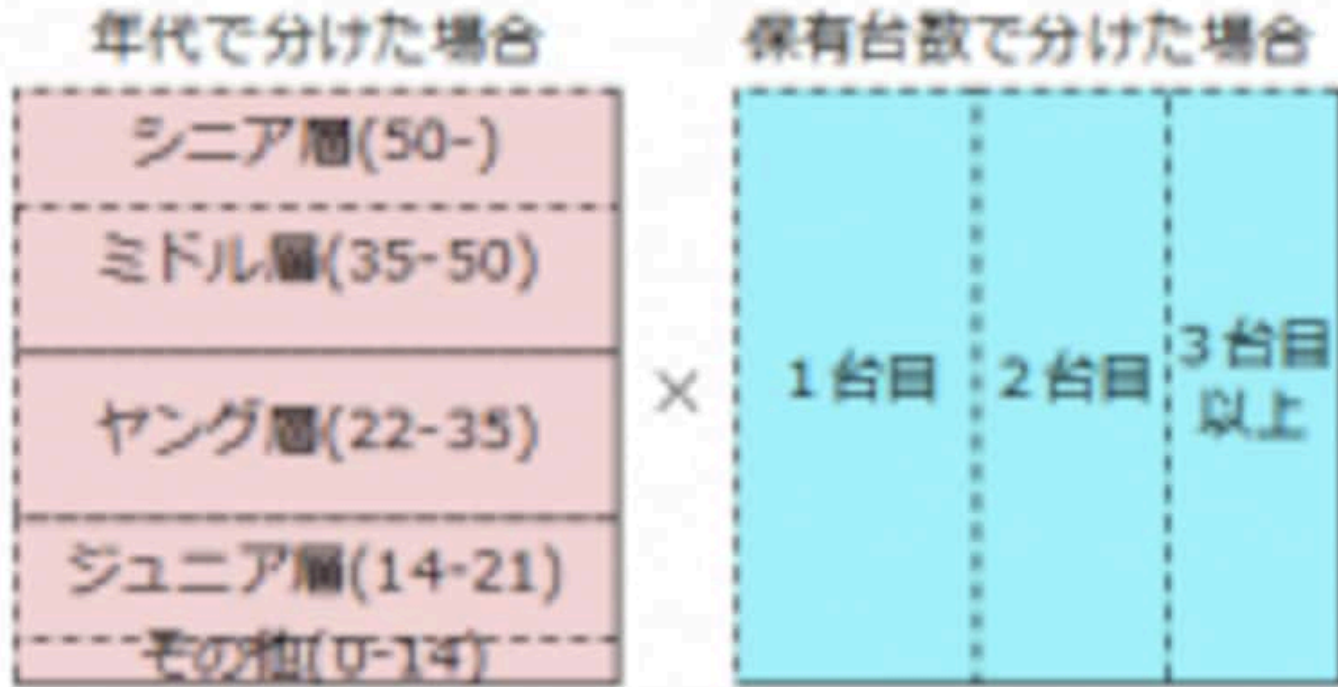 年代で分けた場合
シニア層(50-)
ミドル層(35-50)
ヤング層(22-35)
ジュニア層(14-21)
その他(0-14)
×
保有台数で分けた場合
1台目
2台目
3台目
以上